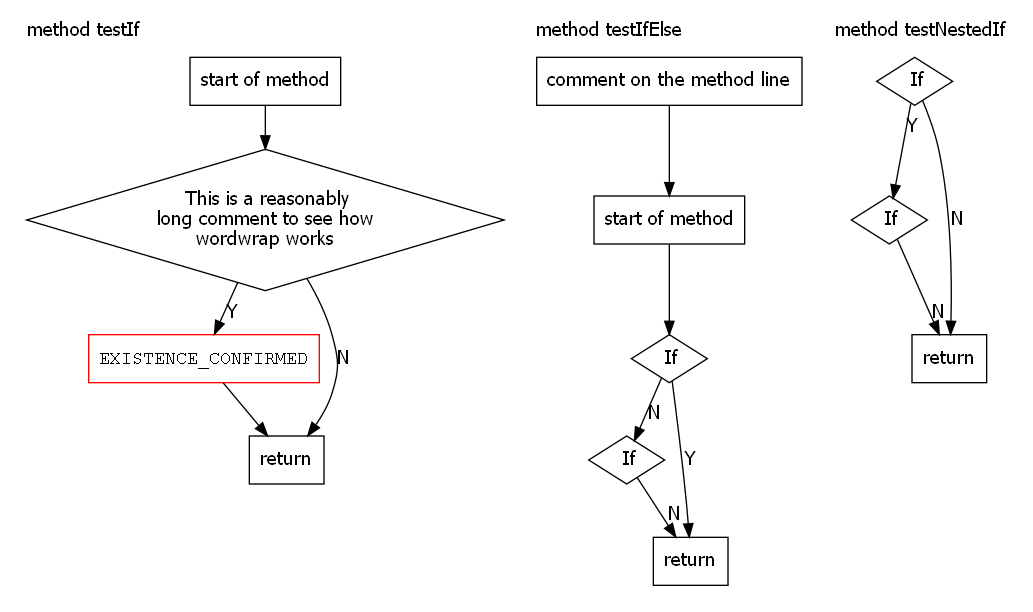 method testIf
start of method
This is a reasonably
long comment to see how
wordwrap works
Y
N
EXISTENCE_CONFIRMED
return
method testIfElse
comment on the method line
start of method
If
N
If
Y
N
return
method testNestedIf
If
Y
If
N
N
return